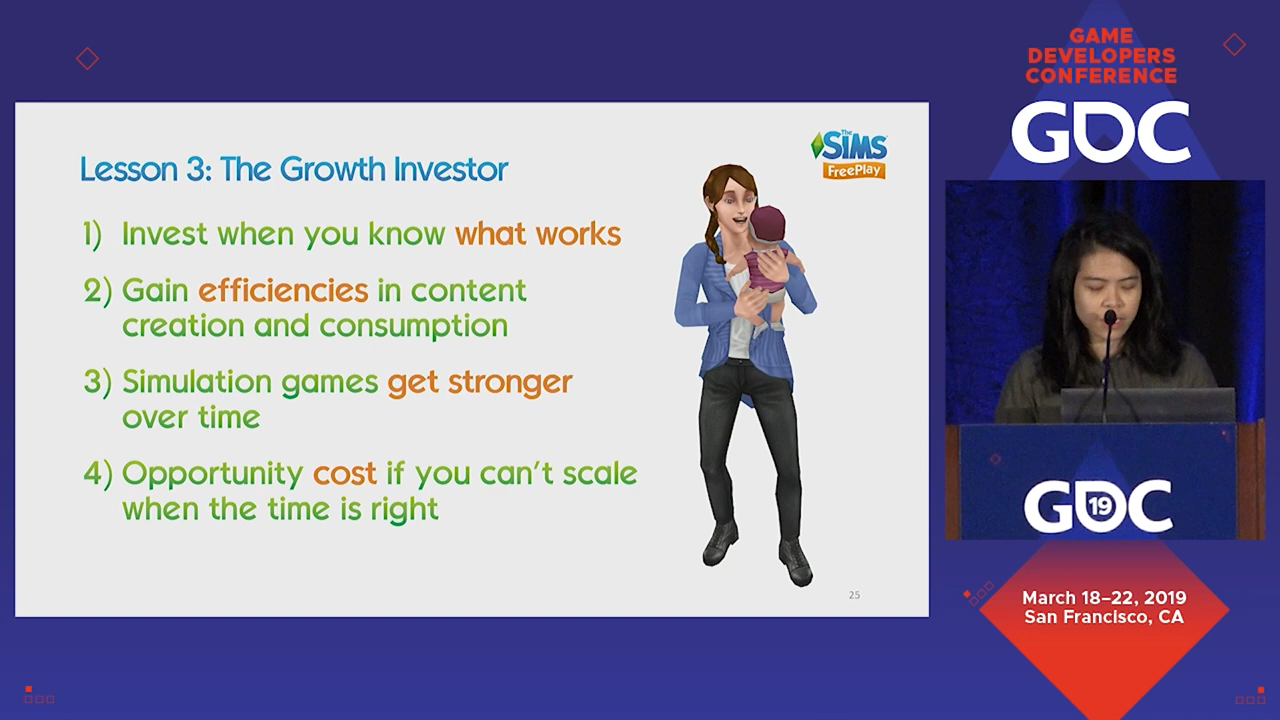 GAME
DEVELOPERS
CONFERENCE
GDC
Lesson 3: The Growth Investor
The
SiMS
FreePlay
1) Invest when you know what works
2) Gain efficiencies in content
creation and consumption
3) Simulation games get stronger
over time
4) Opportunity cost if you can't scale
when the time is right
25
GDC
19
March 18–22, 2019
San Francisco, CA